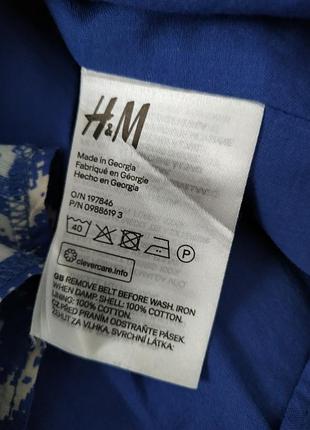 H&M
Made in Georgia
Fabriqué en Géorgie
Hecho en Georgia
O/N 197846
P/N 0988619 3
40
P
clevercare.info
GB REMOVE BELT BEFORE WASH. IRON
WHEN DAMP. SHELL: 100% COTTON.
LINING: 100% COTTON.
CZ PŘED PRANÍM ODSTRAŇTE PÁSEK.
ŽEHLIT ZA VLHKA. SVRCHNÍ LÁTKA: